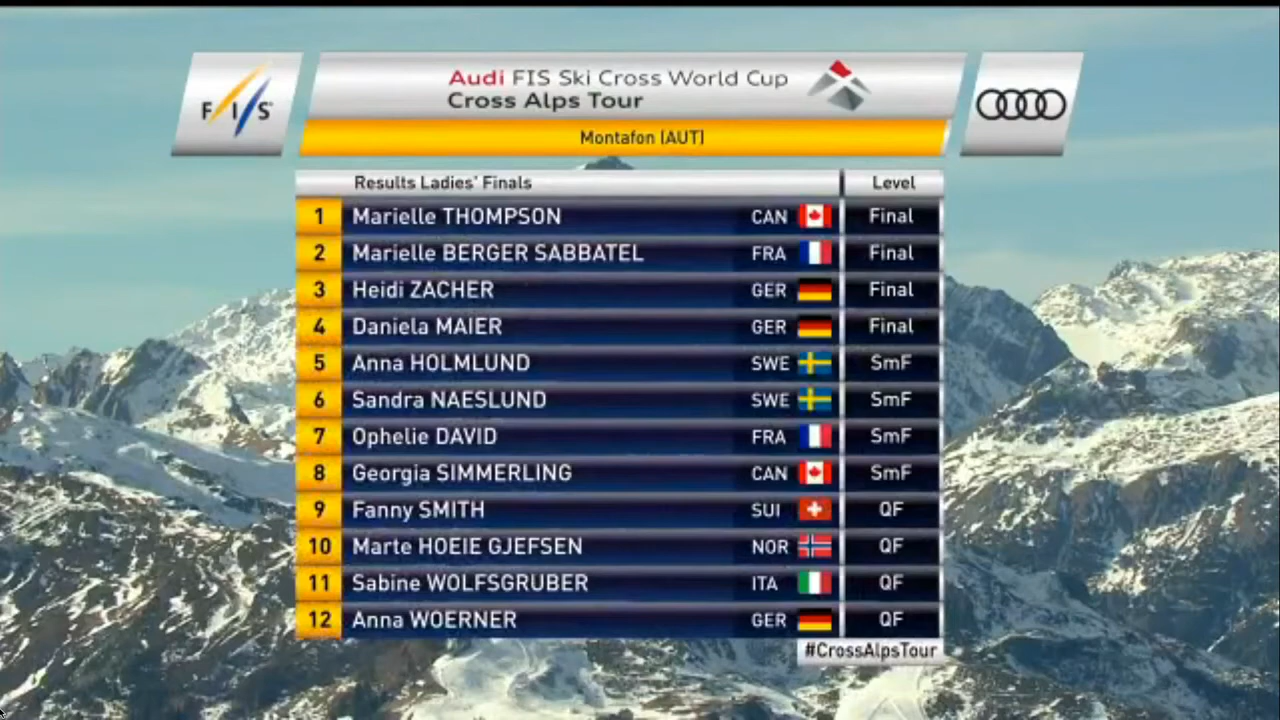 FIS
Audi FIS Ski Cross World Cup
Cross Alps Tour
Montafon (AUT)
Results Ladies' Finals Level
1 Marielle THOMPSON CAN Final
2 Marielle BERGER SABBATEL FRA Final
3 Heidi ZACHER GER Final
4 Daniela MAIER GER Final
5 Anna HOLMLUND SWE SmF
6 Sandra NAESLUND SWE SmF
7 Ophelie DAVID FRA SmF
8 Georgia SIMMERLING CAN SmF
9 Fanny SMITH SUI QF
10 Marte HOEIE GJEFSEN NOR QF
11 Sabine WOLFSGRUBER ITA QF
12 Anna WOERNER GER QF
#CrossAlpsTour